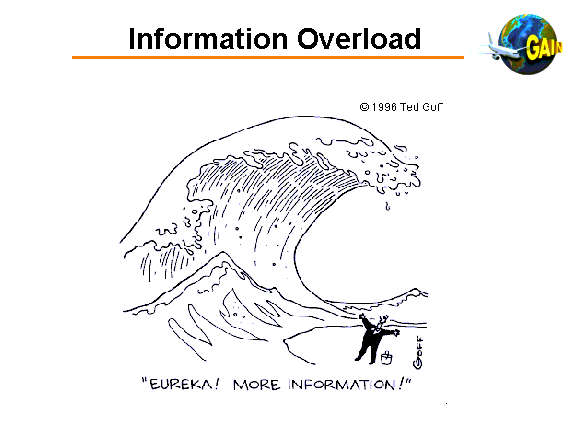 Information Overload
GAIN
© 1996 Ted Goff
GOFF
"EUREKA! MORE INFORMATION!"